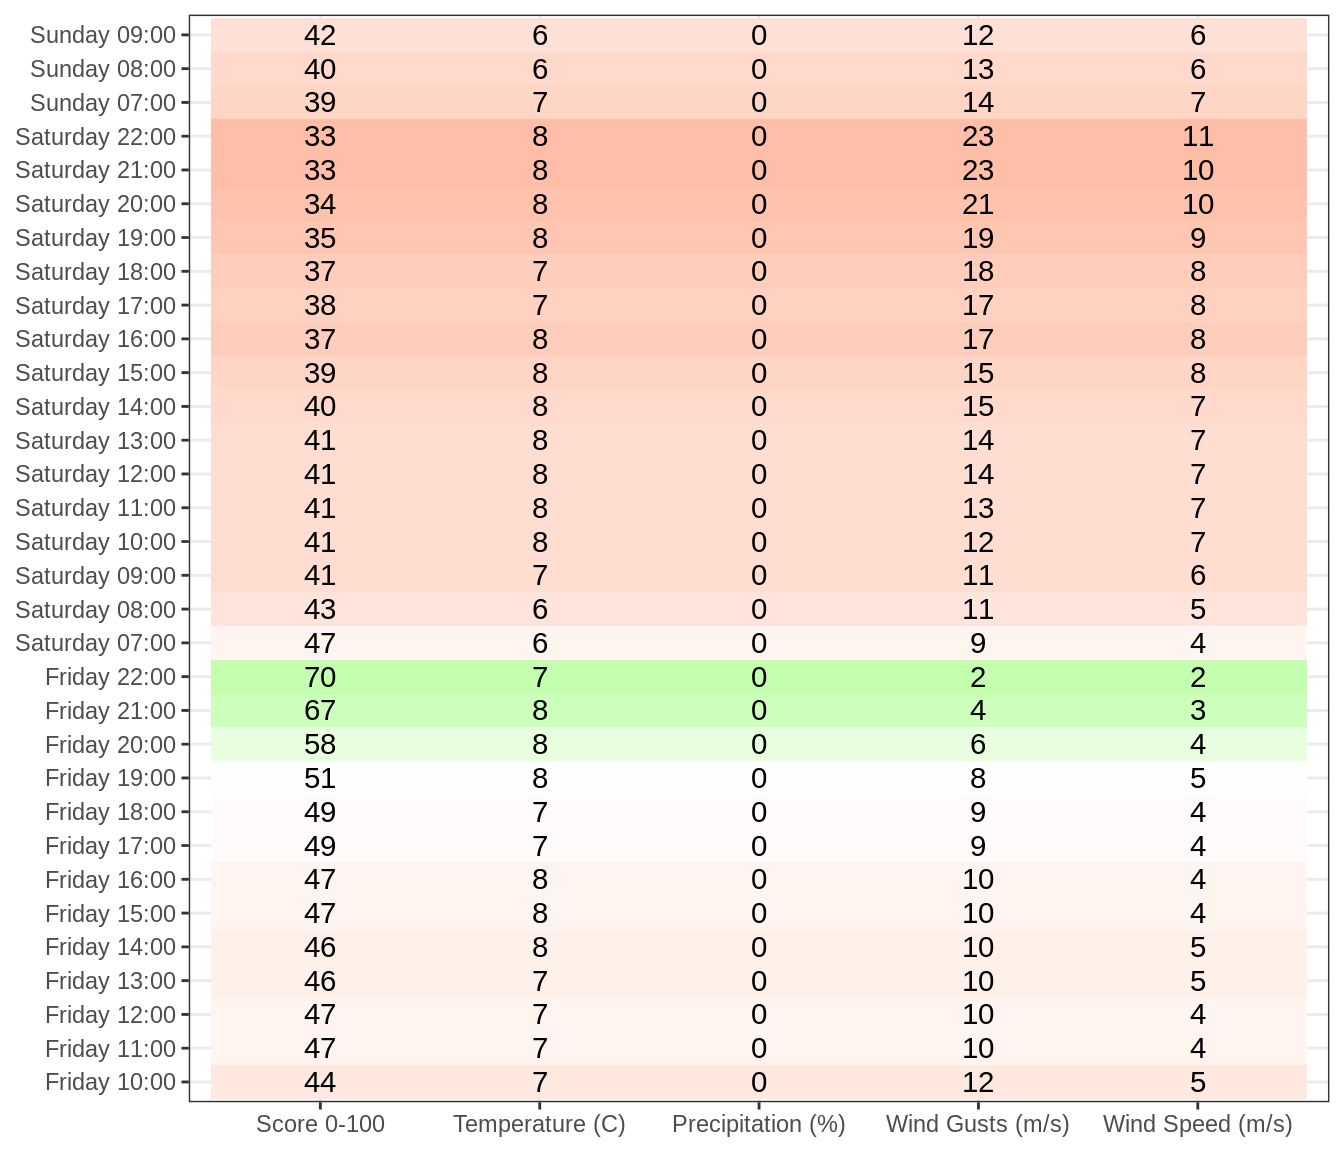 Sunday 09:00 42 6 0 12 6
Sunday 08:00 40 6 0 13 6
Sunday 07:00 39 7 0 14 7
Saturday 22:00 33 8 0 23 11
Saturday 21:00 33 8 0 23 10
Saturday 20:00 34 8 0 21 10
Saturday 19:00 35 8 0 19 9
Saturday 18:00 37 7 0 18 8
Saturday 17:00 38 7 0 17 8
Saturday 16:00 37 8 0 17 8
Saturday 15:00 39 8 0 15 8
Saturday 14:00 40 8 0 15 7
Saturday 13:00 41 8 0 14 7
Saturday 12:00 41 8 0 14 7
Saturday 11:00 41 8 0 13 7
Saturday 10:00 41 8 0 12 7
Saturday 09:00 41 7 0 11 6
Saturday 08:00 43 6 0 11 5
Saturday 07:00 47 6 0 9 4
Friday 22:00 70 7 0 2 2
Friday 21:00 67 8 0 4 3
Friday 20:00 58 8 0 6 4
Friday 19:00 51 8 0 8 5
Friday 18:00 49 7 0 9 4
Friday 17:00 49 7 0 9 4
Friday 16:00 47 8 0 10 4
Friday 15:00 47 8 0 10 4
Friday 14:00 46 8 0 10 5
Friday 13:00 46 7 0 10 5
Friday 12:00 47 7 0 10 4
Friday 11:00 47 7 0 10 4
Friday 10:00 44 7 0 12 5
Score 0-100 Temperature (C) Precipitation (%) Wind Gusts (m/s) Wind Speed (m/s)